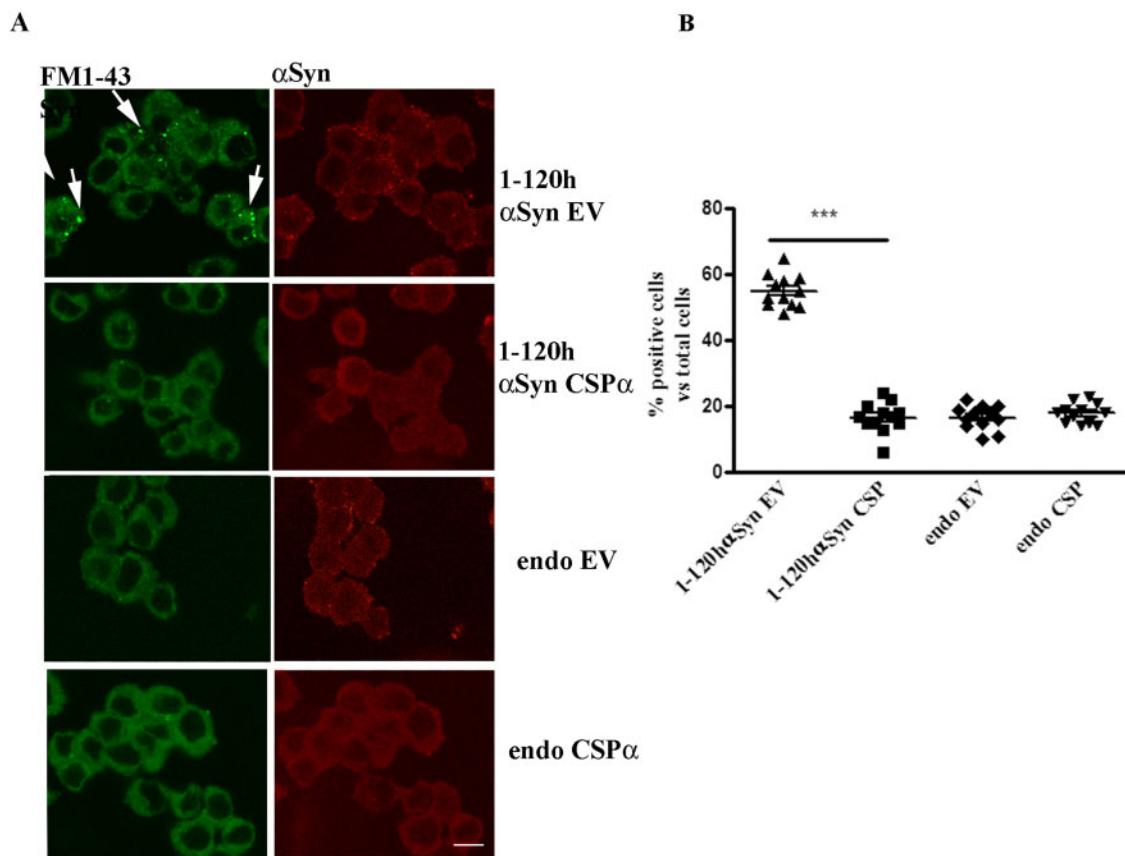 A
B
FM1-43
Syn
αSyn
1-120h
αSyn EV
1-120h
αSyn CSPα
endo EV
endo CSPα
% positive cells
vs total cells
80
60
40
20
0
***
1-120hαSyn EV
1-120hαSyn CSP
endo EV
endo CSP